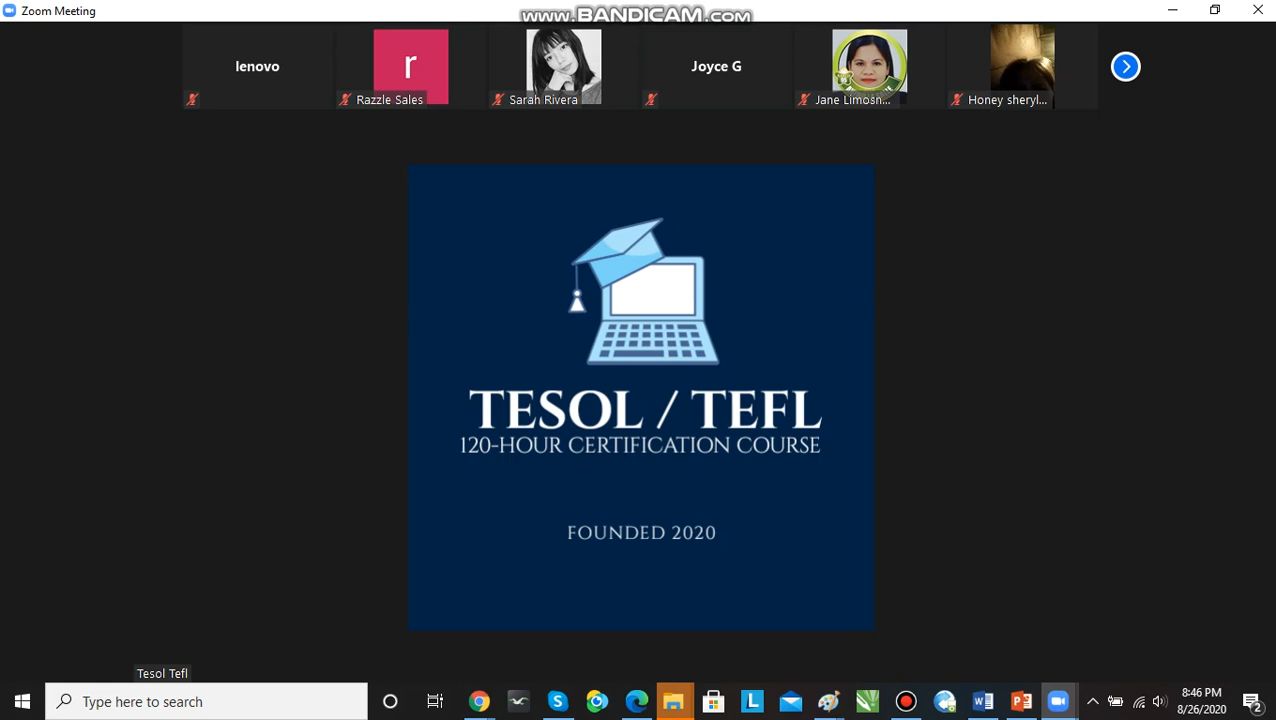 Zoom Meeting
www.BANDICAM.com
lenovo
r
Razzle Sales
Sarah Rivera
Joyce G
Jane Limosn...
Honey sheryl...
TESOL / TEFL
120-HOUR CERTIFICATION COURSE
FOUNDED 2020
Tesol Tefl
Type here to search
S
L
W
P
8:46 PM
8/26/2020
2